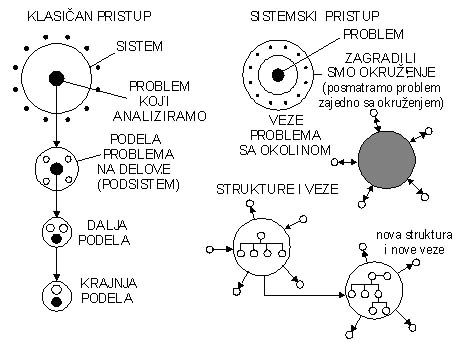 KLASIČAN PRISTUP
SISTEM
PROBLEM
KOJI
ANALIZIRAMO
PODELA
PROBLEMA
NA DELOVE
(PODSISTEM)
DALJA
PODELA
KRAJNJA
PODELA
SISTEMSKI PRISTUP
PROBLEM
ZAGRADILI
SMO OKRUŽENJE
(posmatramo problem
zajedno sa okruženjem)
VEZE
PROBLEMA
SA OKOLINOM
STRUKTURE I VEZE
nova struktura
i nove veze